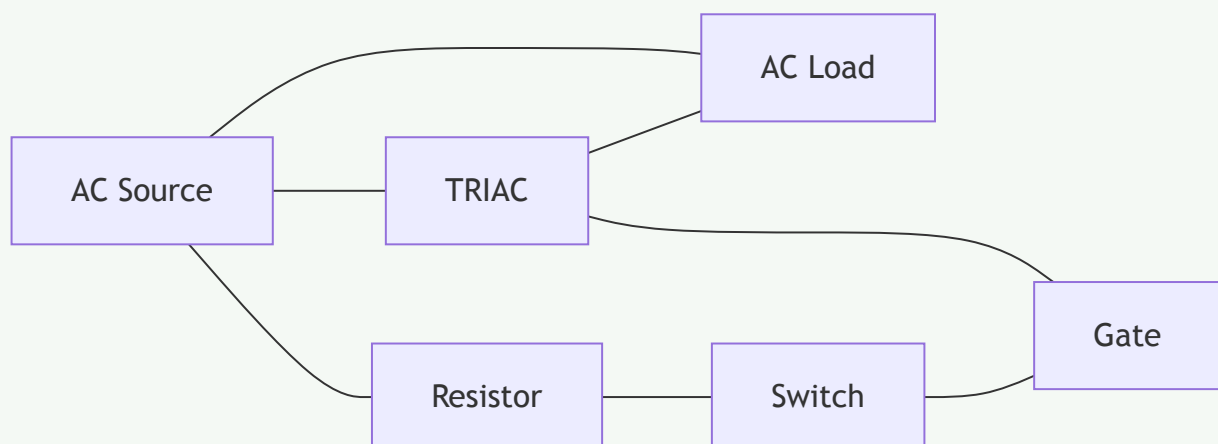 AC Load
AC Source
TRIAC
Gate
Resistor
Switch